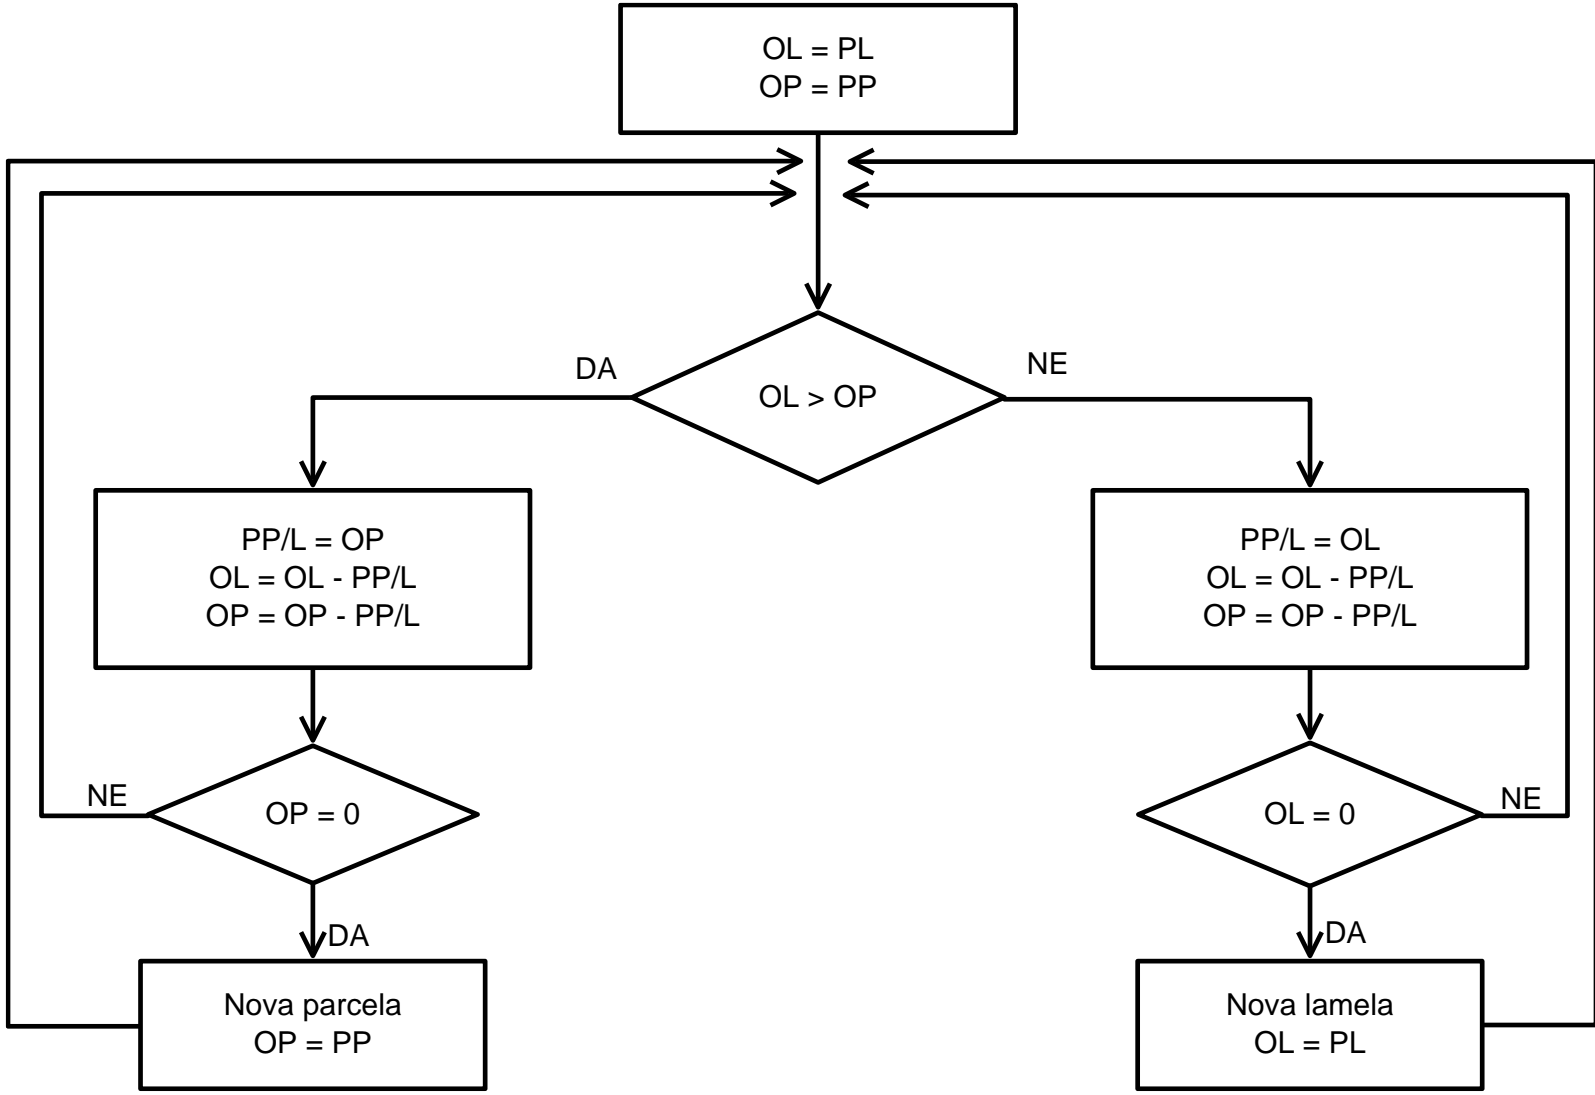 OL = PL
OP = PP
DA
NE
OL > OP
PP/L = OP
OL = OL - PP/L
OP = OP - PP/L
PP/L = OL
OL = OL - PP/L
OP = OP - PP/L
NE
OP = 0
DA
OL = 0
NE
DA
Nova parcela
OP = PP
Nova lamela
OL = PL